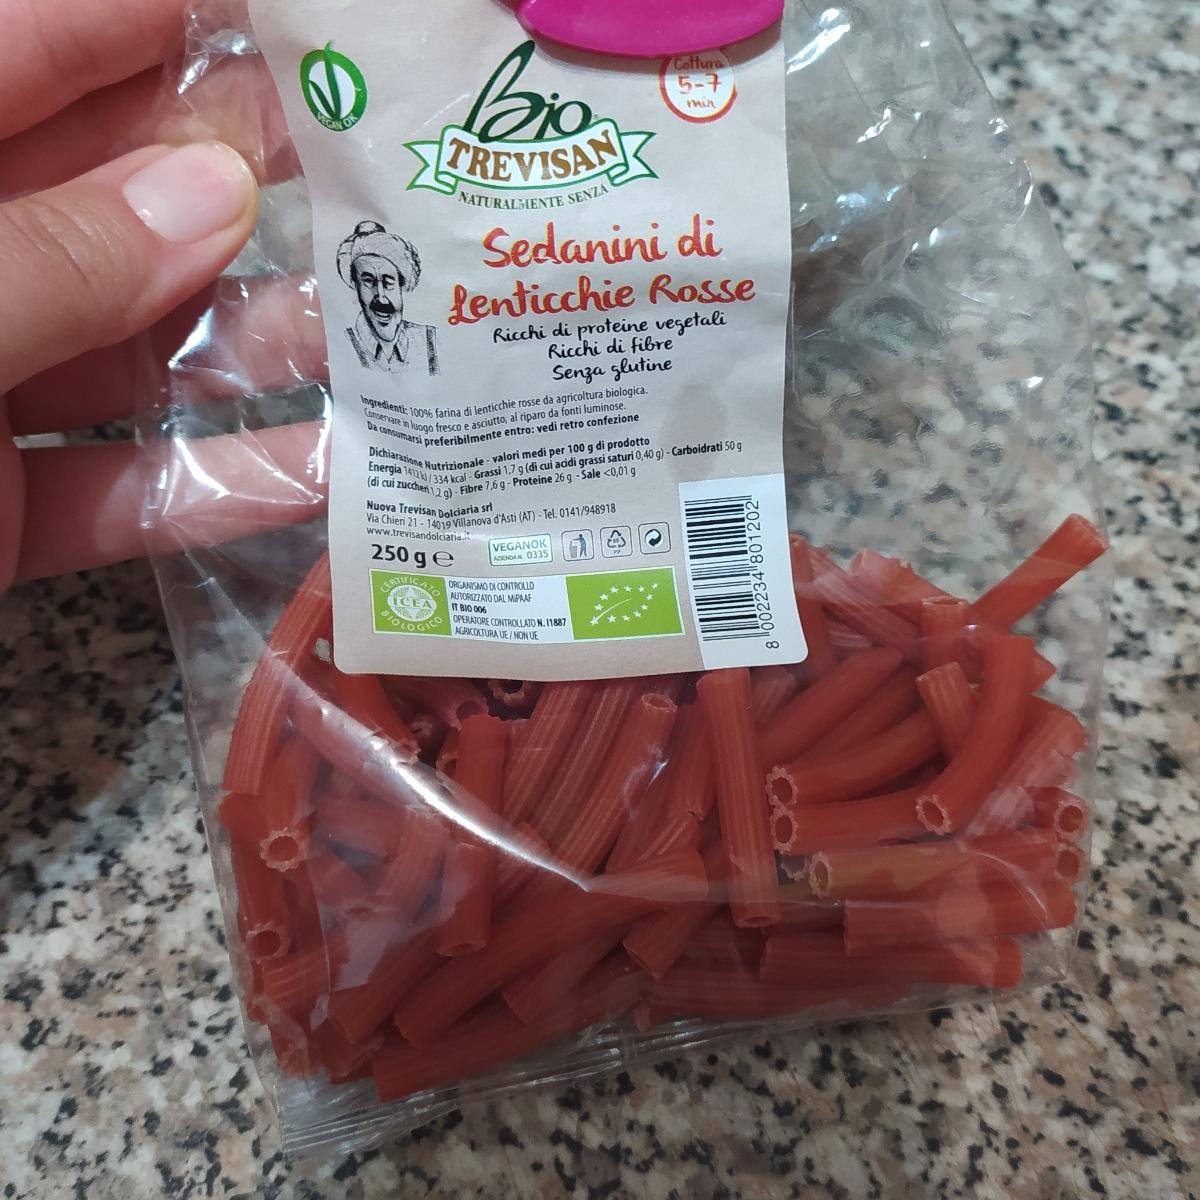 VEGAN OK
Bio
TREVISAN
NATURALMENTE SENZA
Cottura
5-7
min
Sedanini di
Lenticchie Rosse
Ricchi di proteine vegetali
Ricchi di fibre
Senza glutine
Ingredienti: 100% farina di lenticchie rosse da agricoltura biologica.
Conservare in luogo fresco e asciutto, al riparo da fonti luminose.
Da consumarsi preferibilmente entro: vedi retro confezione
Dichiarazione Nutrizionale - valori medi per 100 g di prodotto
Energia 1412 kJ / 334 kcal - Grassi 1,7 g (di cui acidi grassi saturi 0,40 g) - Carboidrati 50 g
(di cui zuccheri 1,2 g) - Fibre 7,6 g - Proteine 26 g - Sale <0,01 g
Nuova Trevisan Dolciaria srl
Via Chieri 21 - 14019 Villanova d'Asti (AT) - Tel. 0141/948918
www.trevisandolciaria.it
250 g e
VEGANOK
AZIENDA N. 0335
PP
CERTIFICATO
ICEA
BIOLOGICO
ORGANISMO DI CONTROLLO
AUTORIZZATO DAL MiPAAF
IT BIO 006
OPERATORE CONTROLLATO N. I1887
AGRICOLTURA UE / NON UE
8 002234 801202